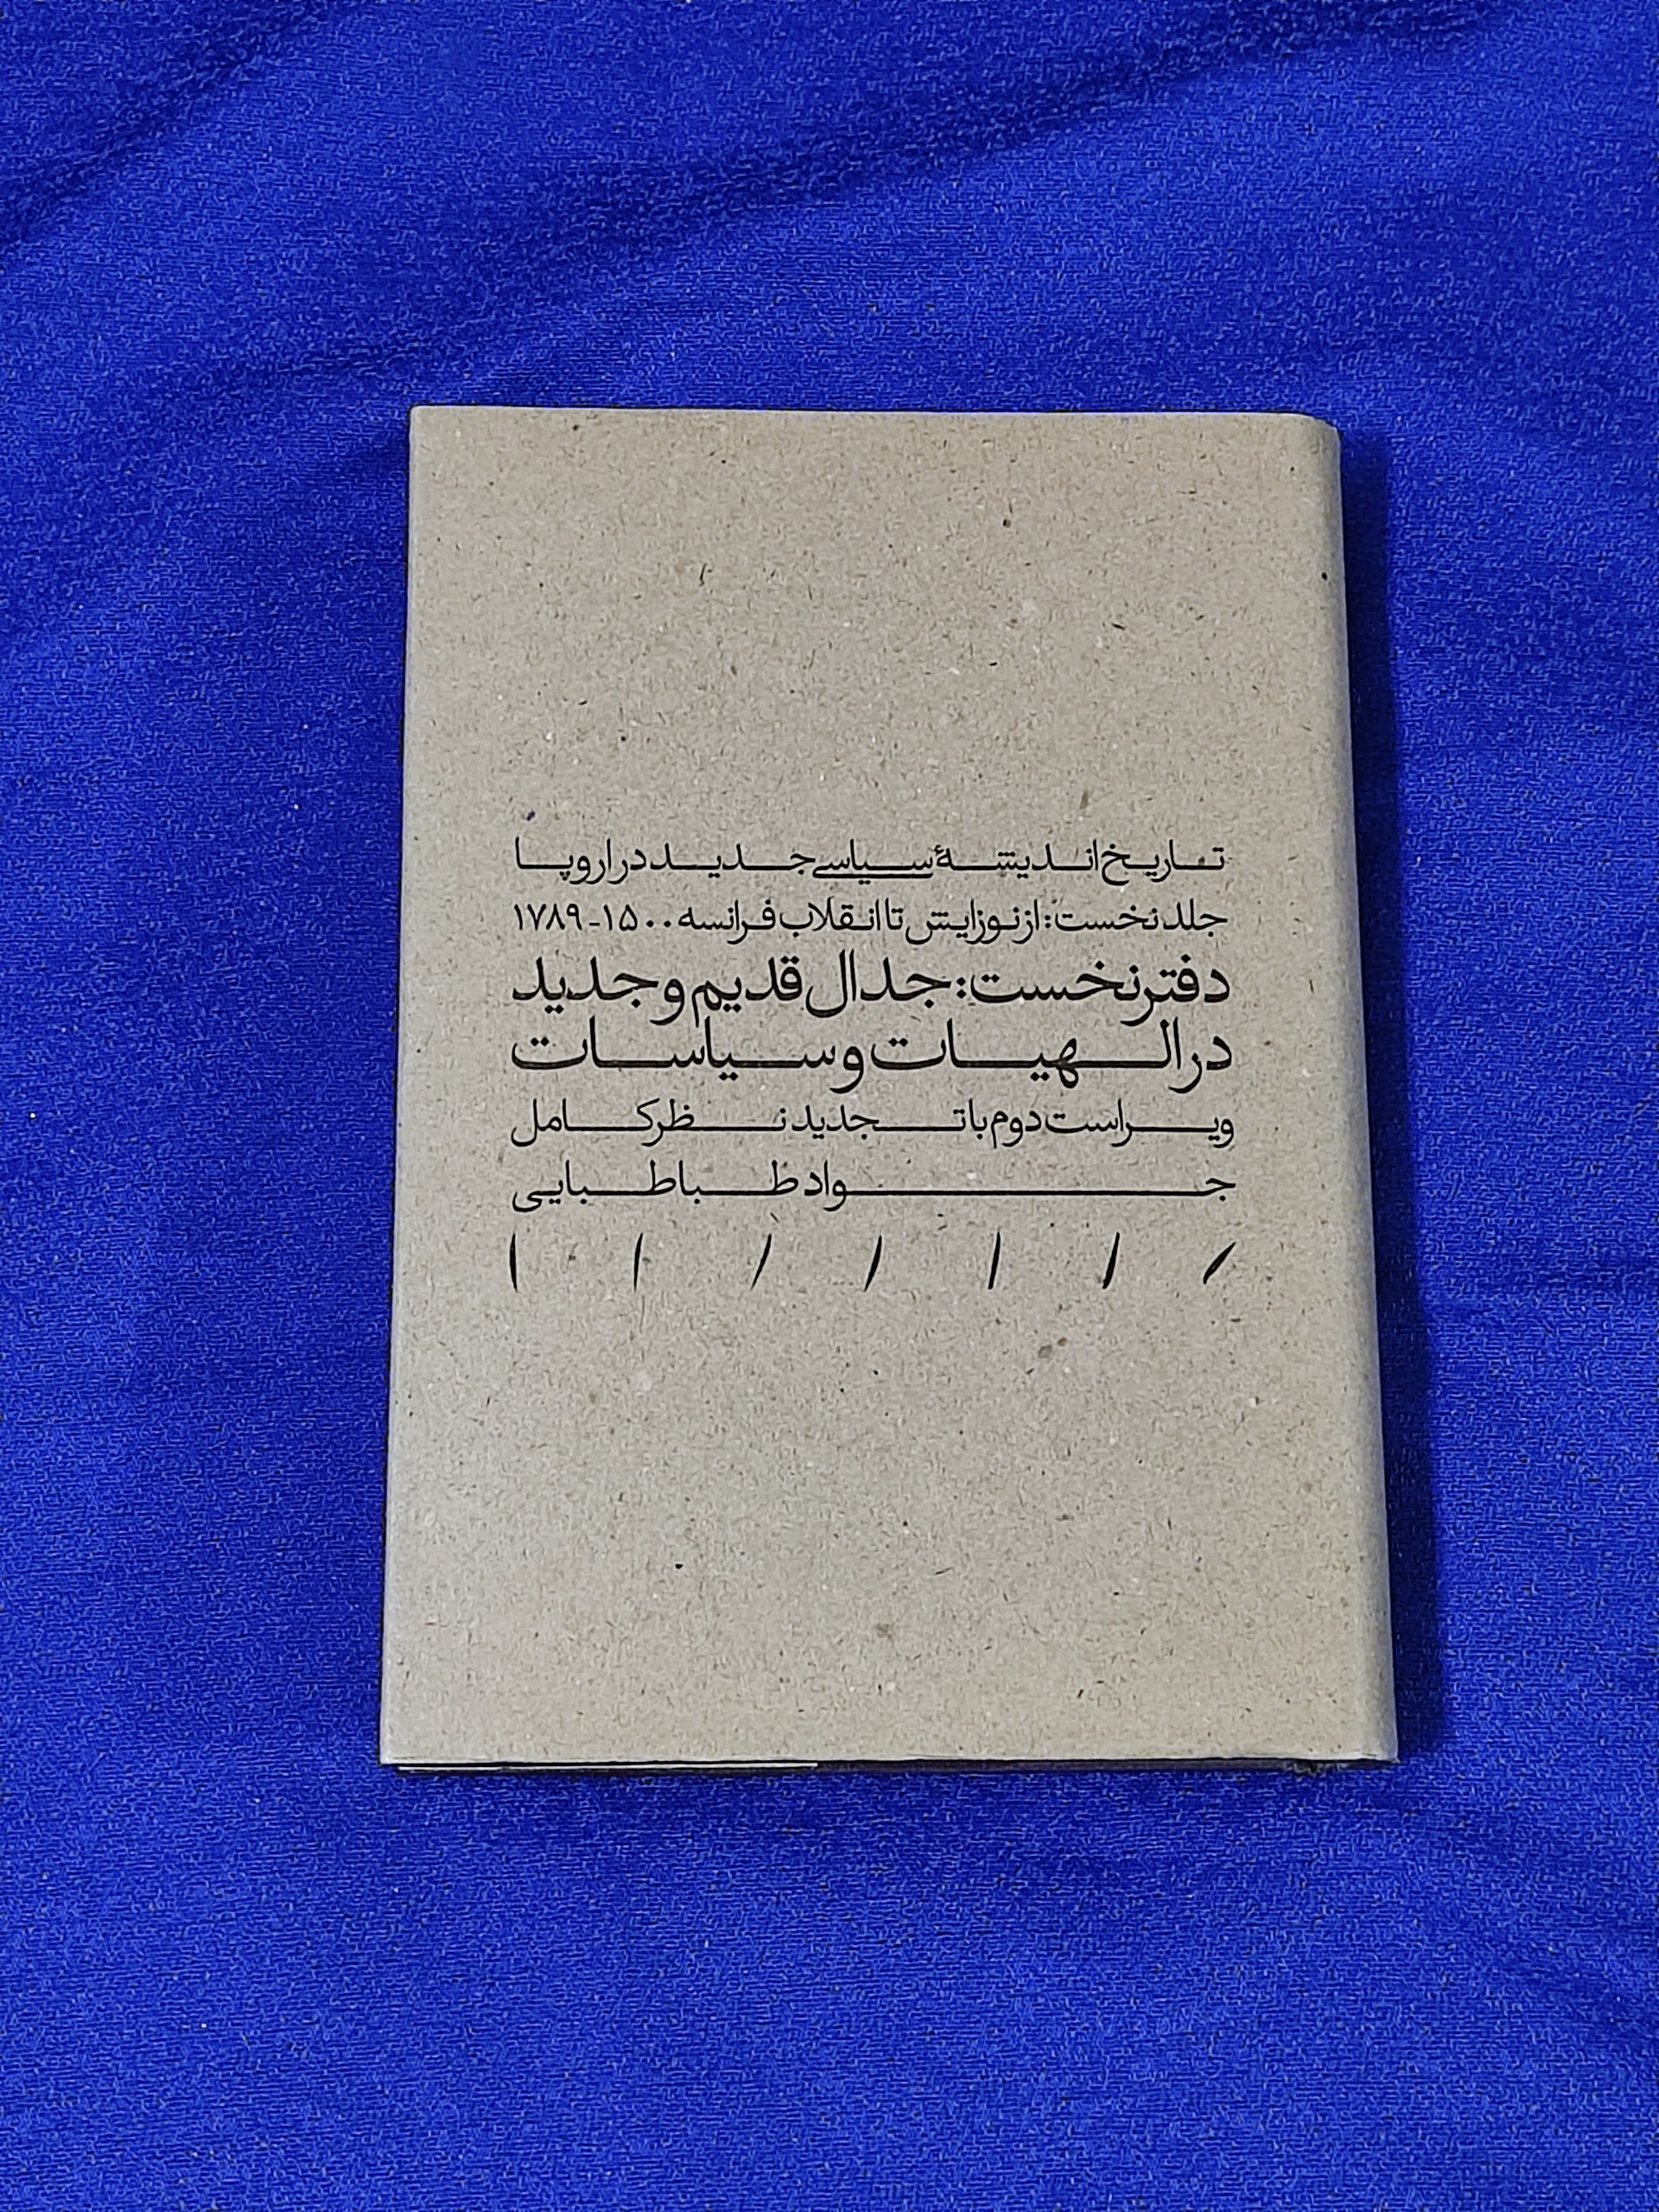 تاریخ اندیشهٔ سیاسی جدید در اروپا
جلد نخست: از نوزایش تا انقلاب فرانسه ۱۵۰۰-۱۷۸۹
دفتر نخست: جدال قدیم و جدید
در الهیات و سیاسات
ویراست دوم با تجدید نظر کامل
جواد طباطبایی